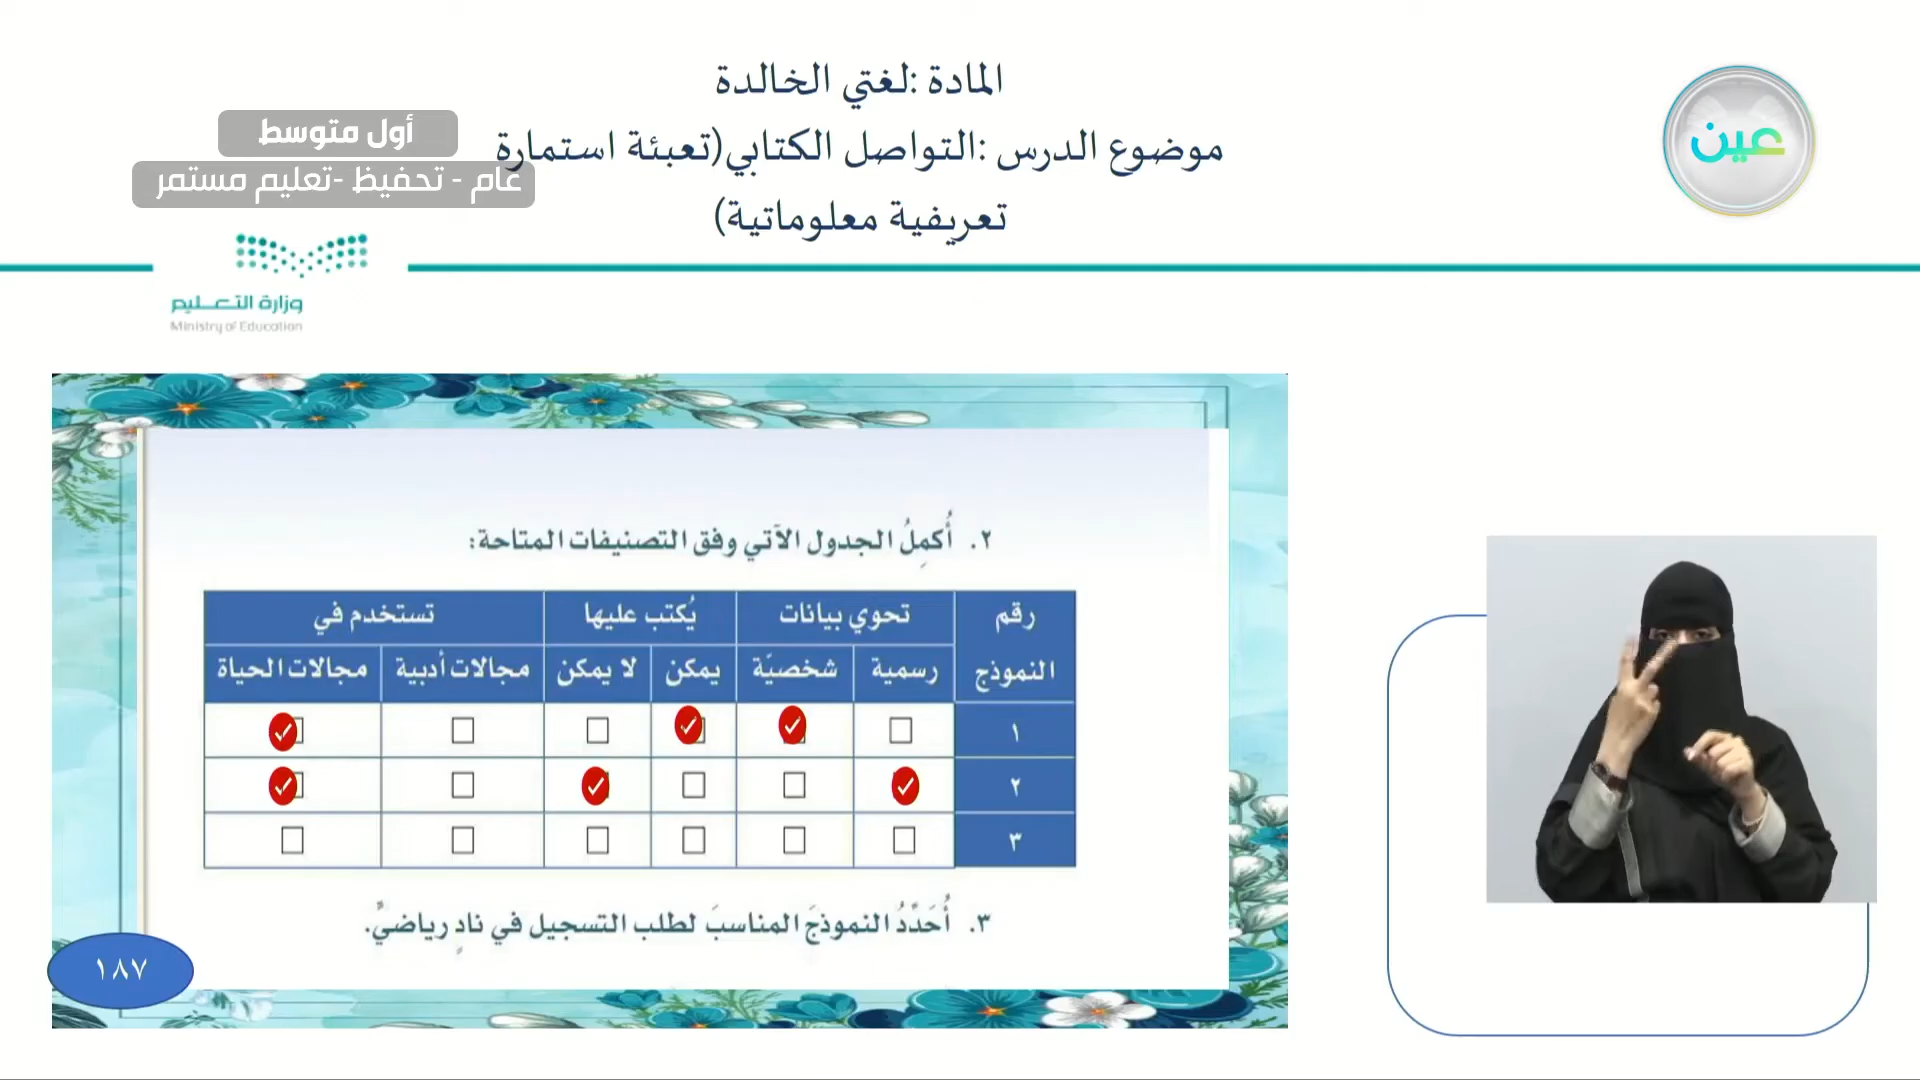 المادة :لغتي الخالدة
موضوع الدرس :التواصل الكتابي(تعبئة استمارة
تعريفية معلوماتية)
أول متوسط
عام - تحفيظ -تعليم مستمر
عين
وزارة التعـــليم
Ministry of Education
٢. أُكمِلُ الجدول الآتي وفق التصنيفات المتاحة:
رقم النموذج تحوي بيانات يُكتب عليها تستخدم في
رسمية شخصيّة يمكن لا يمكن مجالات أدبية مجالات الحياة
١
٢
٣
٣. أُحَدِّدُ النموذجَ المناسبَ لطلب التسجيل في نادٍ رياضيٍّ.
١٨٧